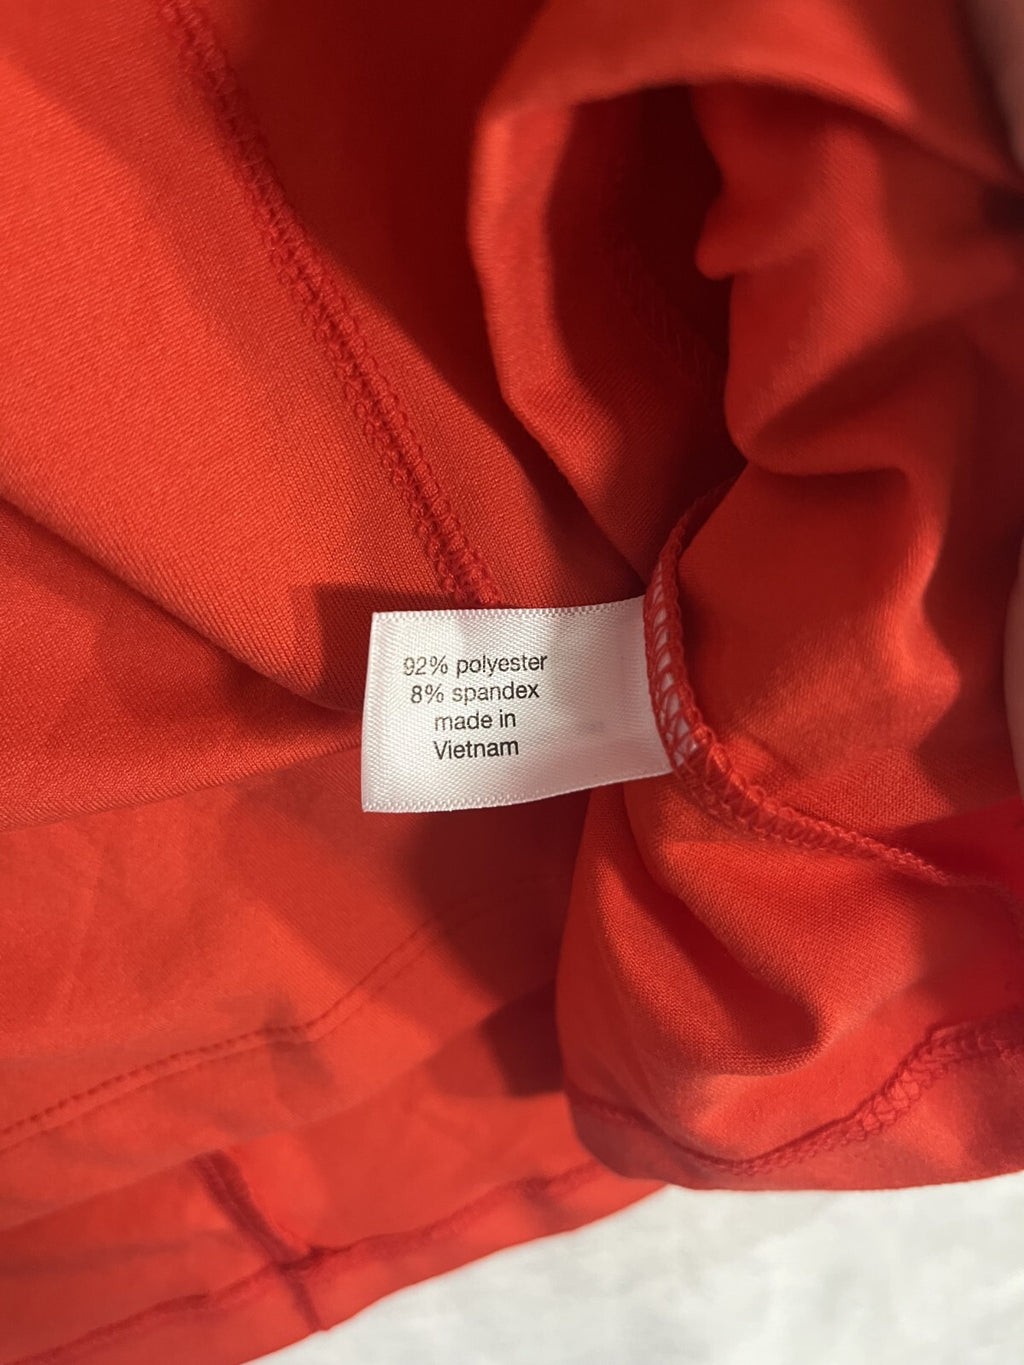 92% polyester
8% spandex
made in
Vietnam